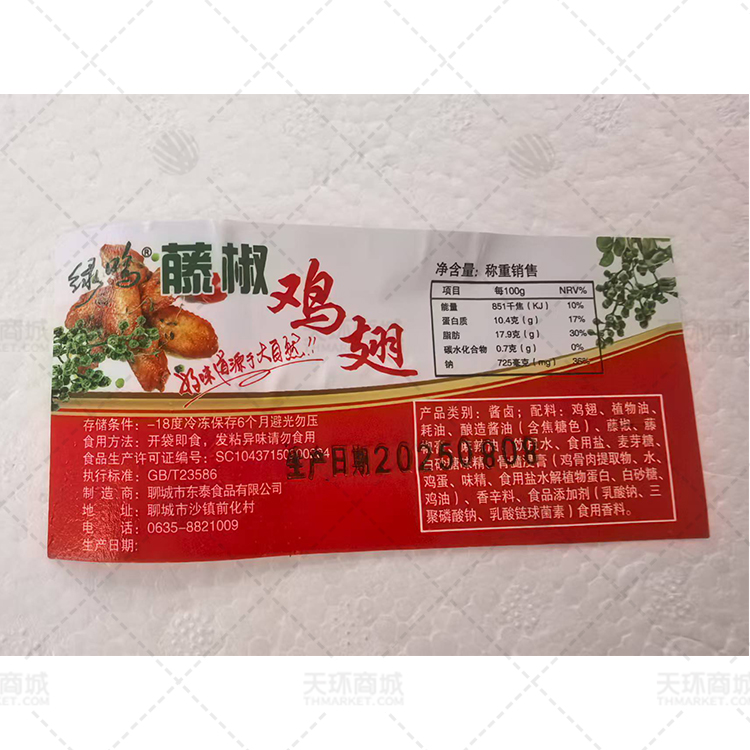 绿鸣®
藤椒
鸡翅
好味道源于大自然!!
净含量：称重销售
项目 每100g NRV%
能量 851千焦（KJ） 10%
蛋白质 10.4克（g） 17%
脂肪 17.9克（g） 30%
碳水化合物 0.7克（g） 0%
钠 725毫克（mg） 36%
存储条件：-18度冷冻保存6个月避光勿压
食用方法：开袋即食，发粘异味请勿食用
食品生产许可证编号：SC10437150
执行标准：GB/T23586
制造商：聊城市东泰食品有限公司
地址：聊城市沙镇前化村
电话：0635-8821009
生产日期：
生产日期20250809
产品类别：酱卤；配料：鸡翅、植物油、
耗油、酿造酱油（含焦糖色）、藤椒、藤
水、食用盐、麦芽糖、
膏（鸡骨肉提取物、水、
鸡蛋、味精、食用盐水解植物蛋白、白砂糖、
鸡油）、香辛料、食品添加剂（乳酸钠、三
聚磷酸钠、乳酸链球菌素）食用香料。
天环商城
THMARKET.COM